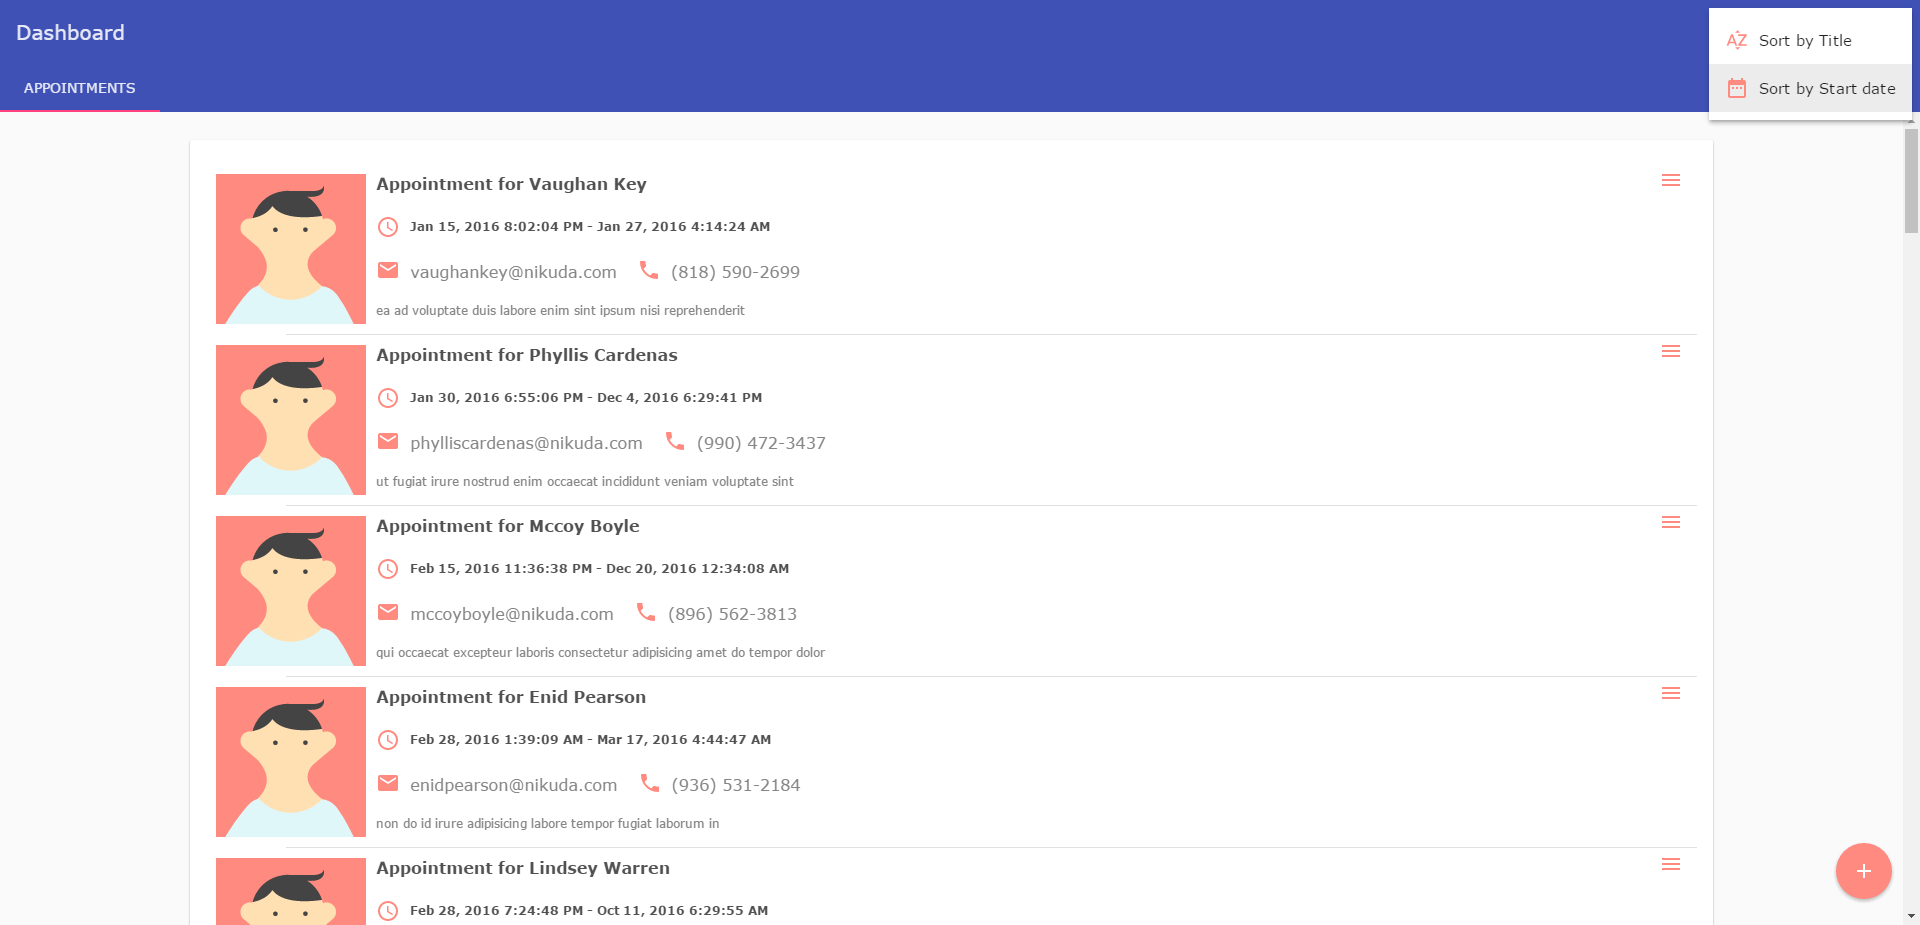 Dashboard
Sort by Title
Sort by Start date
APPOINTMENTS
Appointment for Vaughan Key
Jan 15, 2016 8:02:04 PM - Jan 27, 2016 4:14:24 AM
vaughankey@nikuda.com (818) 590-2699
ea ad voluptate duis labore enim sint ipsum nisi reprehenderit
Appointment for Phyllis Cardenas
Jan 30, 2016 6:55:06 PM - Dec 4, 2016 6:29:41 PM
phylliscardenas@nikuda.com (990) 472-3437
ut fugiat irure nostrud enim occaecat incididunt veniam voluptate sint
Appointment for Mccoy Boyle
Feb 15, 2016 11:36:38 PM - Dec 20, 2016 12:34:08 AM
mccoyboyle@nikuda.com (896) 562-3813
qui occaecat excepteur laboris consectetur adipisicing amet do tempor dolor
Appointment for Enid Pearson
Feb 28, 2016 1:39:09 AM - Mar 17, 2016 4:44:47 AM
enidpearson@nikuda.com (936) 531-2184
non do id irure adipisicing labore tempor fugiat laborum in
Appointment for Lindsey Warren
Feb 28, 2016 7:24:48 PM - Oct 11, 2016 6:29:55 AM